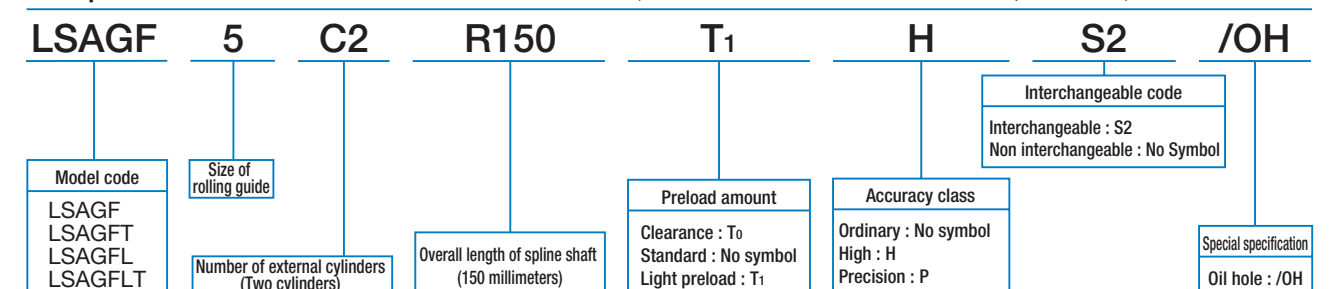 LSAGF 5 C2 R150 T1 H S2 /OH
Interchangeable code
Interchangeable : S2
Non interchangeable : No Symbol
Model code
LSAGF
LSAGFT
LSAGFL
LSAGFLT
Size of
rolling guide
Number of external cylinders
(Two cylinders)
Overall length of spline shaft
(150 millimeters)
Preload amount
Clearance : T0
Standard : No symbol
Light preload : T1
Accuracy class
Ordinary : No symbol
High : H
Precision : P
Special specification
Oil hole : /OH